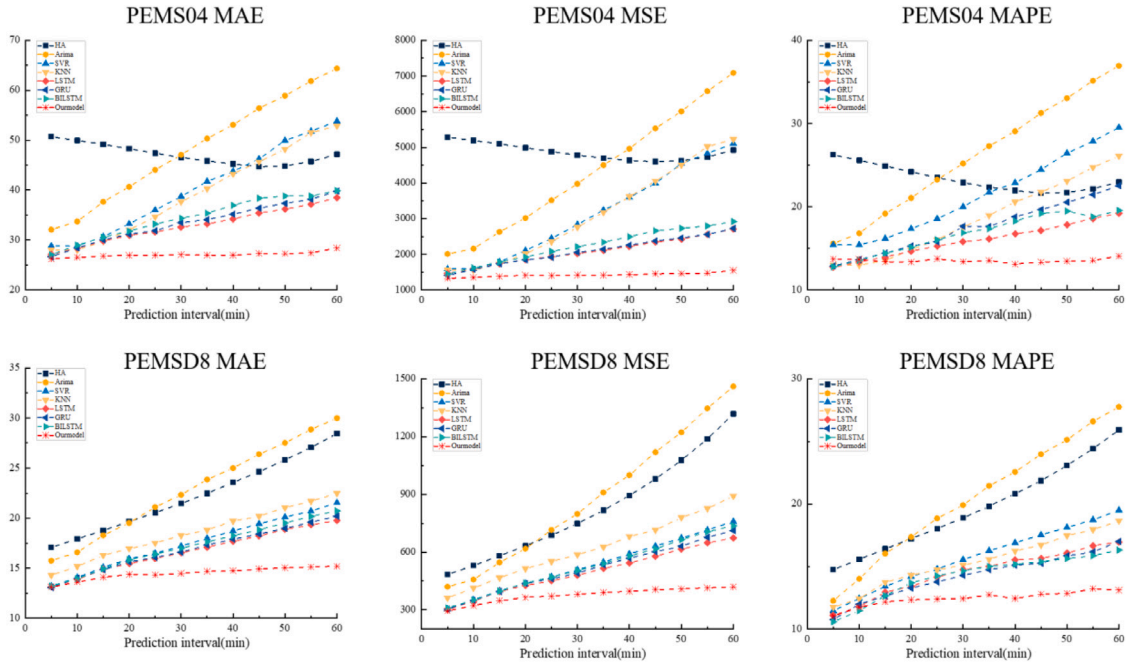 PEMS04 MAE
70
60
50
40
30
20
0 10 20 30 40 50 60
Prediction interval(min)
HA
Arima
SVR
KNN
LSTM
GRU
BILSTM
Ourmodel
PEMS04 MSE
8000
7000
6000
5000
4000
3000
2000
1000
0 10 20 30 40 50 60
Prediction interval(min)
HA
Arima
SVR
KNN
LSTM
GRU
BILSTM
Ourmodel
PEMS04 MAPE
40
30
20
10
0 10 20 30 40 50 60
Prediction interval(min)
HA
Arima
SVR
KNN
LSTM
GRU
BILSTM
Ourmodel
PEMSD8 MAE
35
30
25
20
15
10
0 10 20 30 40 50 60
Prediction interval(min)
HA
Arima
SVR
KNN
LSTM
GRU
BILSTM
Ourmodel
PEMSD8 MSE
1500
1200
900
600
300
0 10 20 30 40 50 60
Prediction interval(min)
HA
Arima
SVR
KNN
LSTM
GRU
BILSTM
Ourmodel
PEMSD8 MAPE
30
20
10
0 10 20 30 40 50 60
Prediction interval(min)
HA
Arima
SVR
KNN
LSTM
GRU
BILSTM
Ourmodel